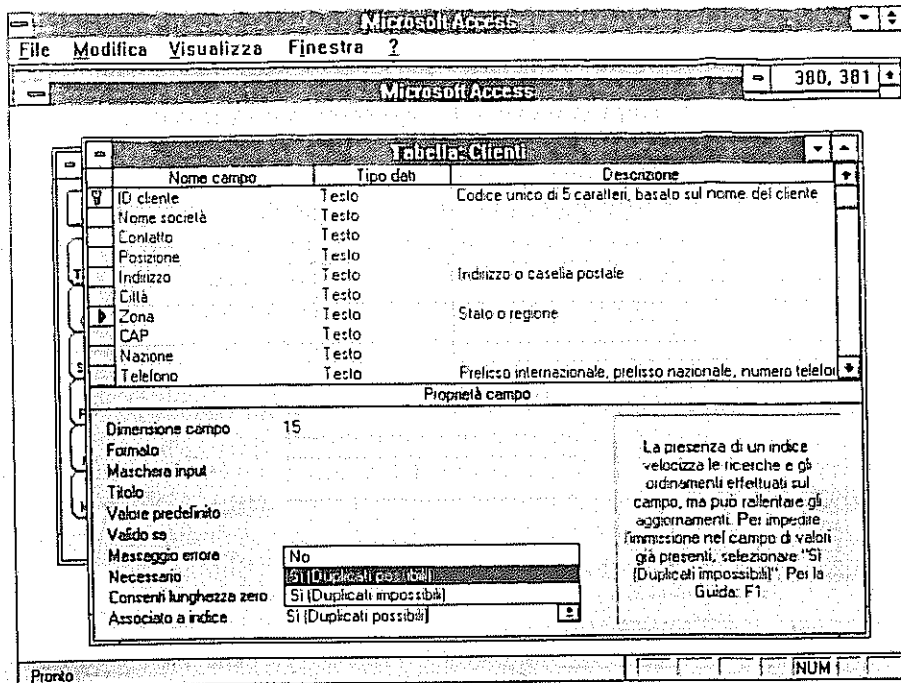 Microsoft Access
File Modifica Visualizza Finestra ?
Microsoft Access
380, 381
Tabella: Clienti
Nome campo Tipo dati Descrizione
ID cliente Testo Codice unico di 5 caratteri, basato sul nome del cliente
Nome società Testo
Contatto Testo
Posizione Testo
Indirizzo Testo Indirizzo o casella postale
Città Testo
Zona Testo Stato o regione
CAP Testo
Nazione Testo
Telefono Testo Prefisso internazionale, prefisso nazionale, numero telefor
Proprietà campo
Dimensione campo 15
Formato
Maschera input
Titolo
Valore predefinito
Valido se
Messaggio errore
Necessario
Consenti lunghezza zero
Associato a indice Sì (Duplicati possibili)
No
Sì (Duplicati possibili)
Sì (Duplicati impossibili)
La presenza di un indice
velocizza le ricerche e gli
ordinamenti effettuati sul
campo, ma può rallentare gli
aggiornamenti. Per impedire
l'immissione nel campo di valori
già presenti, selezionare "Sì
(Duplicati impossibili)". Per la
Guida: F1.
Pronto NUM